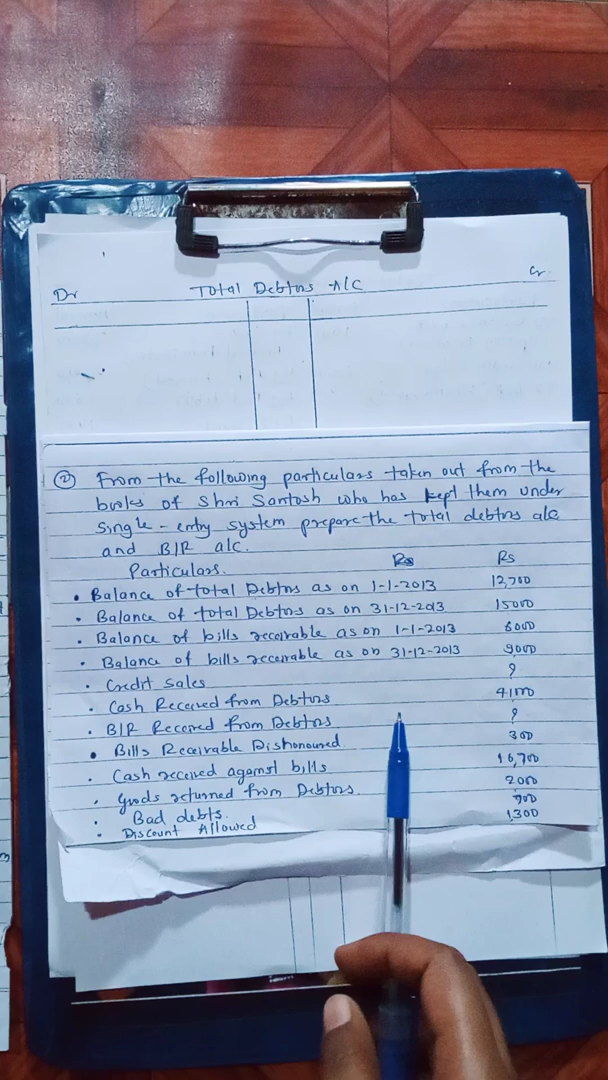 Dr Total Debtors A/C Cr.
② From the following particulars taken out from the
books of Shri Santosh who has kept them under
single-entry system prepare the total debtors a/c
and B/R a/c.
Particulars. Rs Rs
• Balance of total Debtors as on 1-1-2013 12,700
• Balance of total Debtors as on 31-12-2013 15000
• Balance of bills receivable as on 1-1-2013 6000
• Balance of bills receivable as on 31-12-2013 9000
• Credit sales ?
• Cash Received from Debtors
• B/R Received from Debtors ?
• Bills Receivable Dishonoured. 300
• Cash received against bills 16,700
• Goods returned from Debtors 2000
• Bad debts.
• Discount Allowed 1,300